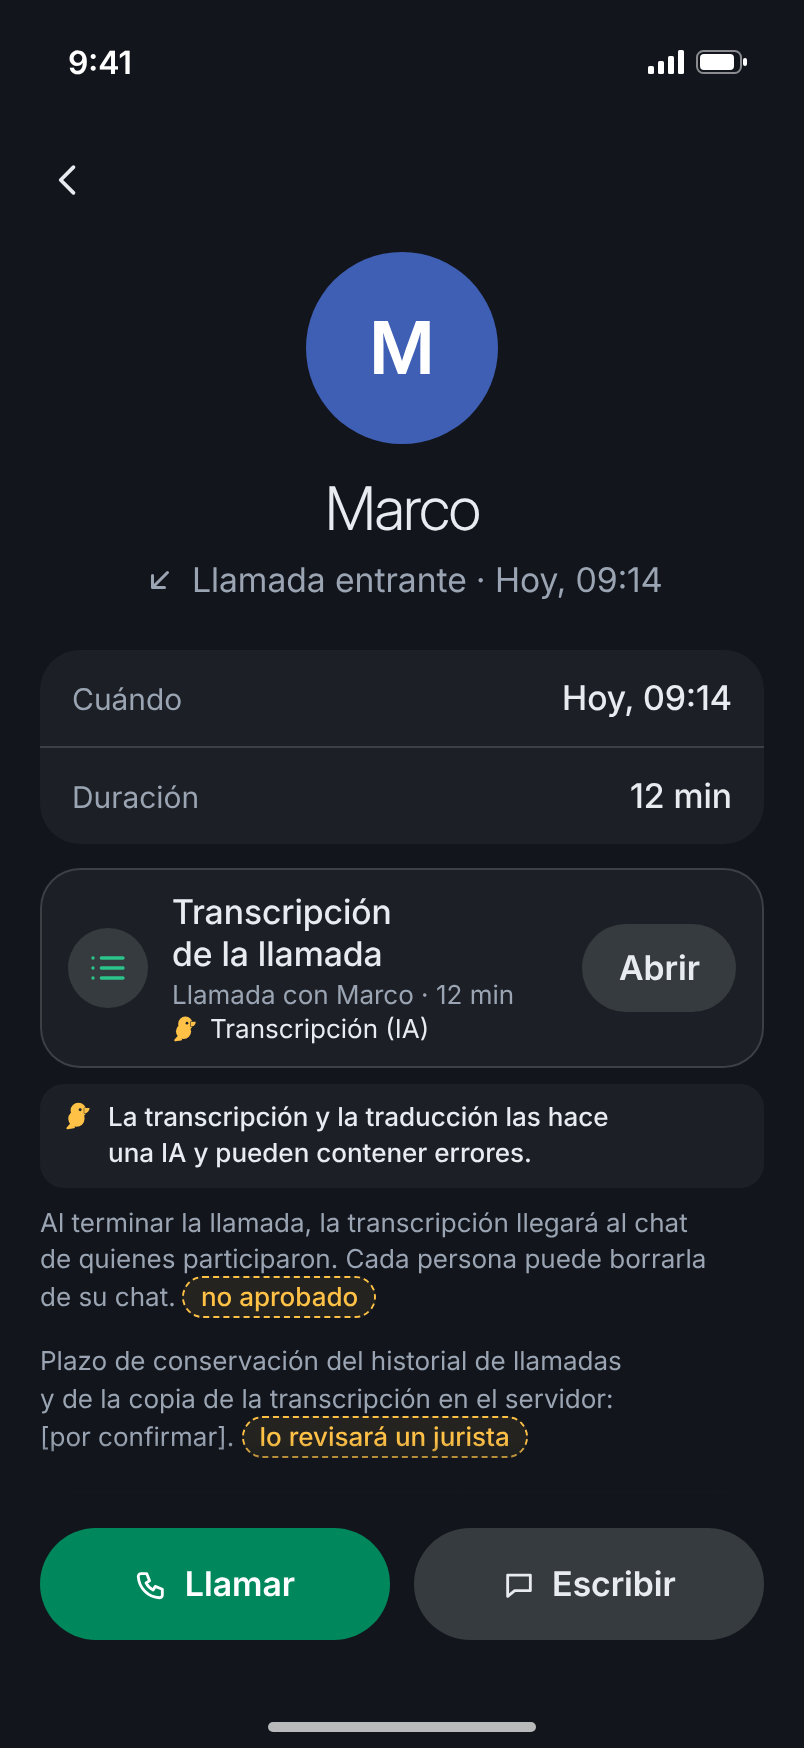 9:41
M
Marco
Llamada entrante · Hoy, 09:14
Cuándo
Hoy, 09:14
Duración
12 min
Transcripción
de la llamada
Llamada con Marco · 12 min
Transcripción (IA)
Abrir
La transcripción y la traducción las hace
una IA y pueden contener errores.
Al terminar la llamada, la transcripción llegará al chat
de quienes participaron. Cada persona puede borrarla
de su chat. no aprobado
Plazo de conservación del historial de llamadas
y de la copia de la transcripción en el servidor:
[por confirmar]. lo revisará un jurista
Llamar
Escribir